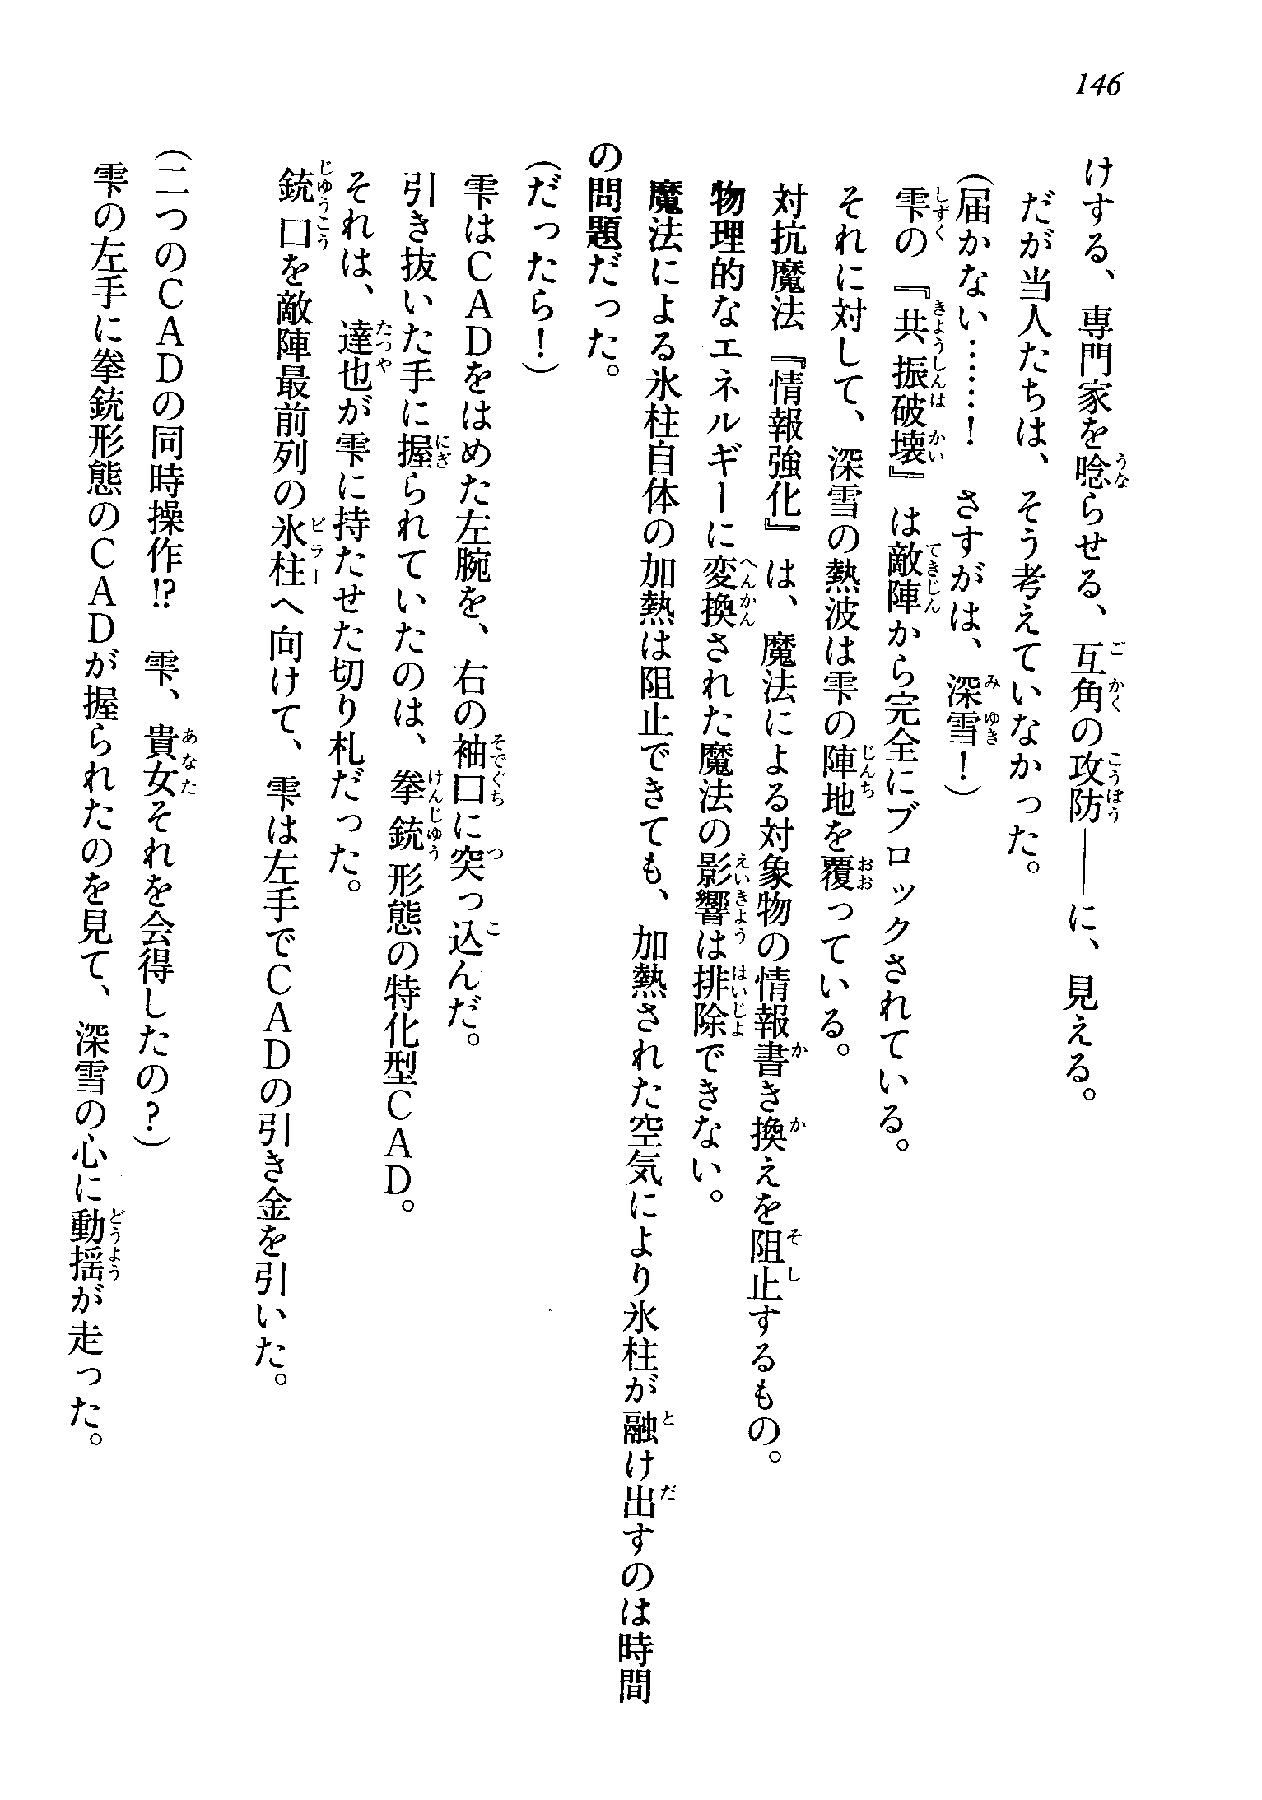 146
けする、専門家を唸らせる、互角の攻防――に、見える。
だが当人たちは、そう考えていなかった。
（届かない……！　さすがは、深雪！）
雫の『共振破壊』は敵陣から完全にブロックされている。
それに対して、深雪の熱波は雫の陣地を覆っている。
対抗魔法『情報強化』は、魔法による対象物の情報書き換えを阻止するもの。
物理的なエネルギーに変換された魔法の影響は排除できない。
魔法による氷柱自体の加熱は阻止できても、加熱された空気により氷柱が融け出すのは時間
の問題だった。
（だったら！）
雫はＣＡＤをはめた左腕を、右の袖口に突っ込んだ。
引き抜いた手に握られていたのは、拳銃形態の特化型ＣＡＤ。
それは、達也が雫に持たせた切り札だった。
銃口を敵陣最前列の氷柱へ向けて、雫は左手でＣＡＤの引き金を引いた。
（二つのＣＡＤの同時操作!?　雫、貴女それを会得したの？）
雫の左手に拳銃形態のＣＡＤが握られたのを見て、深雪の心に動揺が走った。